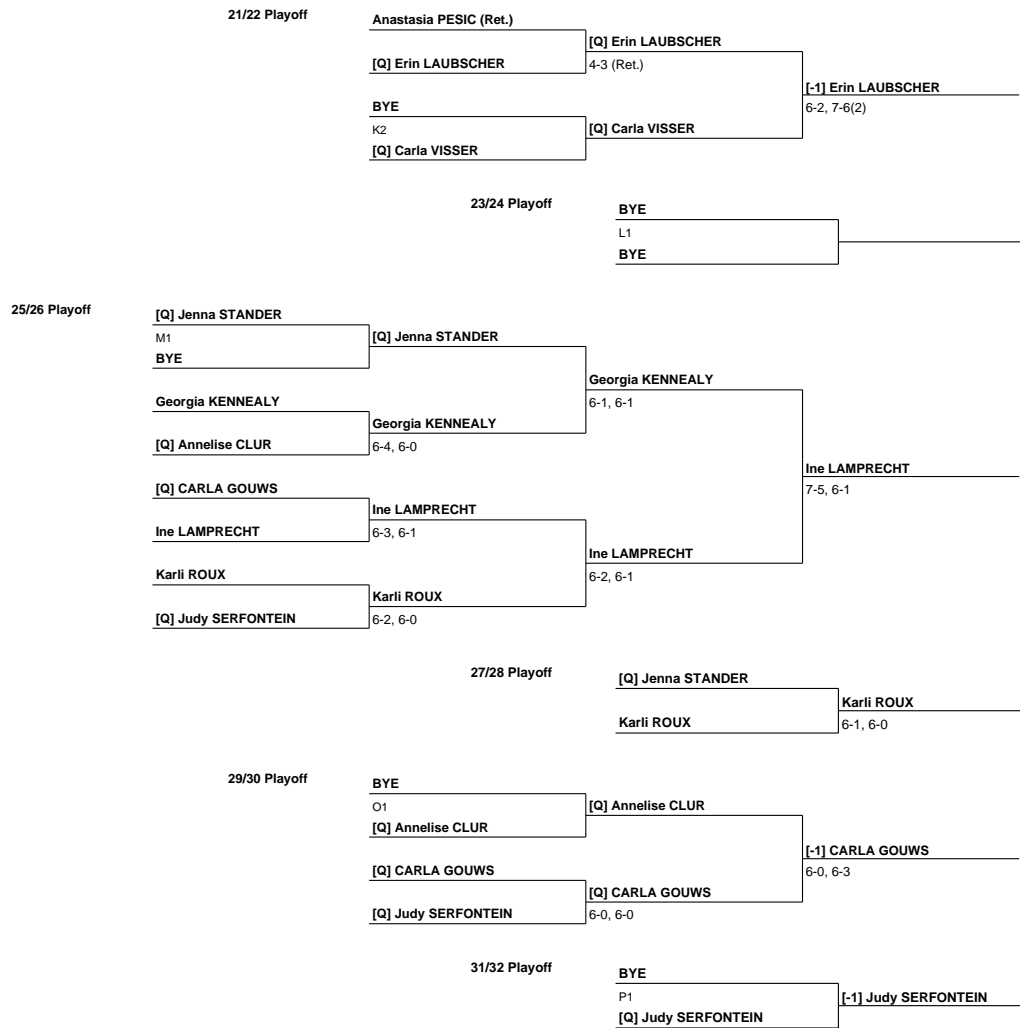 21/22 Playoff
Anastasia PESIC (Ret.)
[Q] Erin LAUBSCHER
[Q] Erin LAUBSCHER
4-3 (Ret.)
[-1] Erin LAUBSCHER
6-2, 7-6(2)
BYE
K2
[Q] Carla VISSER
[Q] Carla VISSER
23/24 Playoff
BYE
L1
BYE
25/26 Playoff
[Q] Jenna STANDER
M1
BYE
[Q] Jenna STANDER
Georgia KENNEALY
6-1, 6-1
Georgia KENNEALY
[Q] Annelise CLUR
Georgia KENNEALY
6-4, 6-0
Ine LAMPRECHT
7-5, 6-1
[Q] CARLA GOUWS
Ine LAMPRECHT
Ine LAMPRECHT
6-3, 6-1
Ine LAMPRECHT
6-2, 6-1
Karli ROUX
[Q] Judy SERFONTEIN
Karli ROUX
6-2, 6-0
27/28 Playoff
[Q] Jenna STANDER
Karli ROUX
Karli ROUX
6-1, 6-0
29/30 Playoff
BYE
O1
[Q] Annelise CLUR
[Q] Annelise CLUR
[-1] CARLA GOUWS
6-0, 6-3
[Q] CARLA GOUWS
[Q] Judy SERFONTEIN
[Q] CARLA GOUWS
6-0, 6-0
31/32 Playoff
BYE
P1
[Q] Judy SERFONTEIN
[-1] Judy SERFONTEIN